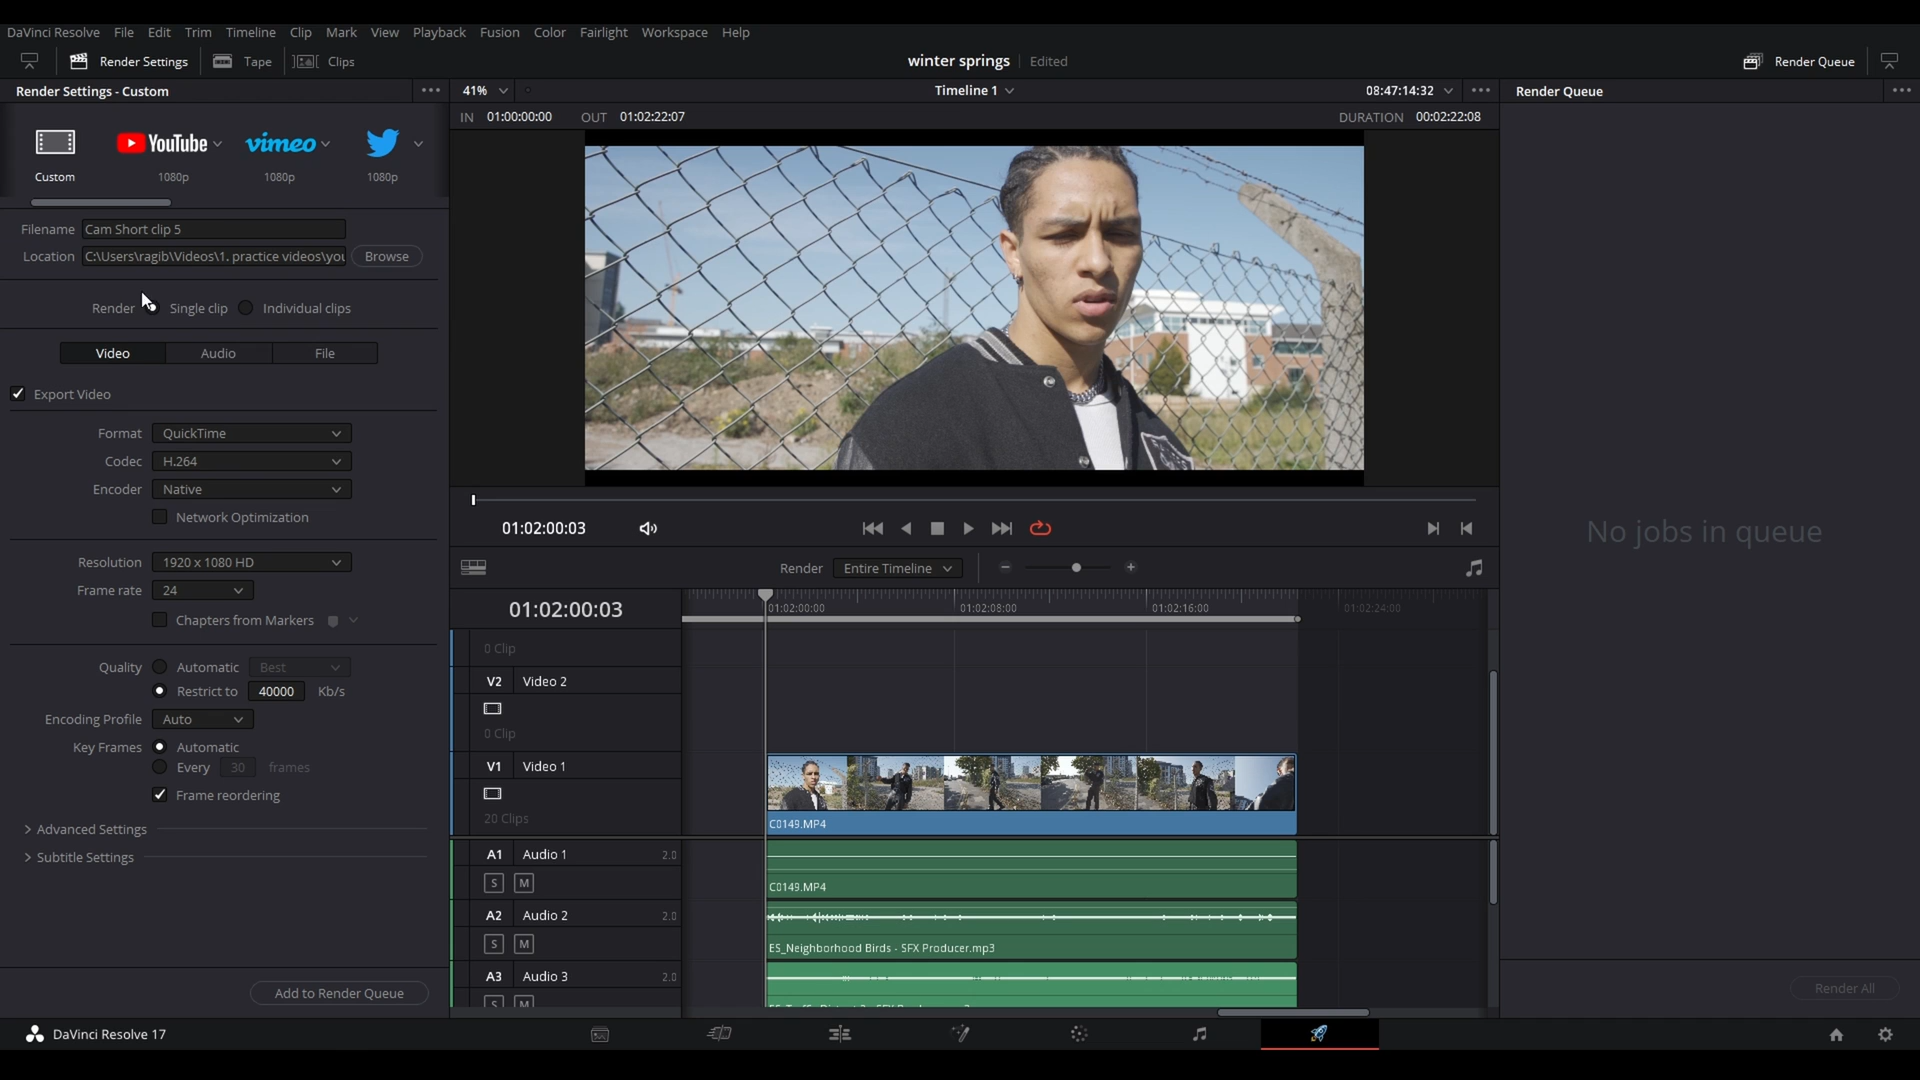 DaVinci Resolve File Edit Trim Timeline Clip Mark View Playback Fusion Color Fairlight Workspace Help
Render Settings Tape Clips winter springs Edited Render Queue
Render Settings - Custom 41% Timeline 1 08:47:14:32 Render Queue
IN 01:00:00:00 OUT 01:02:22:07 DURATION 00:02:22:08
YouTube vimeo
Custom 1080p 1080p 1080p
Filename Cam Short clip 5
Location C:\Users\ragib\Videos\1. practice videos\you Browse
Render Single clip Individual clips
Video Audio File
Export Video
Format QuickTime
Codec H.264
Encoder Native
Network Optimization
Resolution 1920 x 1080 HD
Frame rate 24
Chapters from Markers
Quality Automatic Best
Restrict to 40000 Kb/s
Encoding Profile Auto
Key Frames Automatic
Every 30 frames
Frame reordering
Advanced Settings
Subtitle Settings
Add to Render Queue
01:02:00:03
Render Entire Timeline
01:02:00:03 01:02:00:00 01:02:08:00 01:02:16:00 01:02:24:00
0 Clip
V2 Video 2
0 Clip
V1 Video 1
20 Clips C0149.MP4
A1 Audio 1 2.0
S M C0149.MP4
A2 Audio 2 2.0
S M ES_Neighborhood Birds - SFX Producer.mp3
A3 Audio 3 2.0
S M
No jobs in queue
Render All
DaVinci Resolve 17